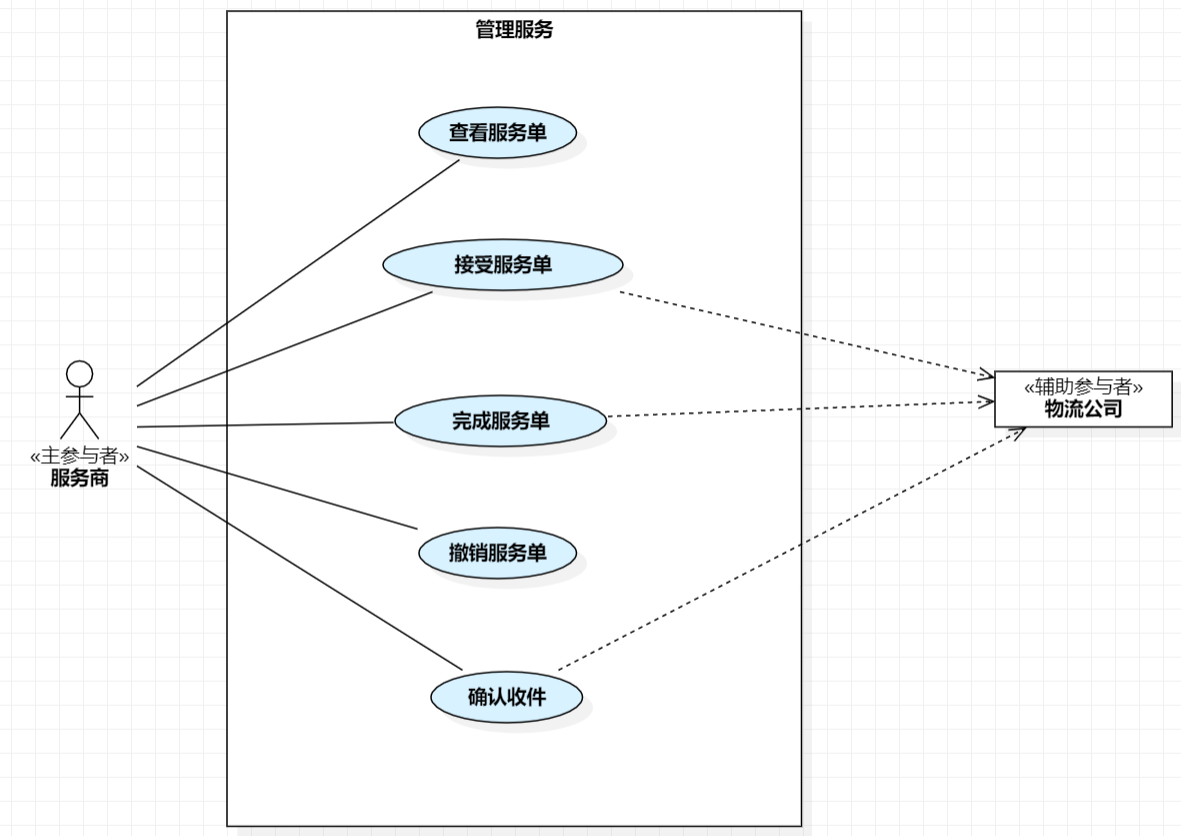 管理服务
查看服务单
接受服务单
完成服务单
撤销服务单
确认收件
«主参与者»
服务商
«辅助参与者»
物流公司